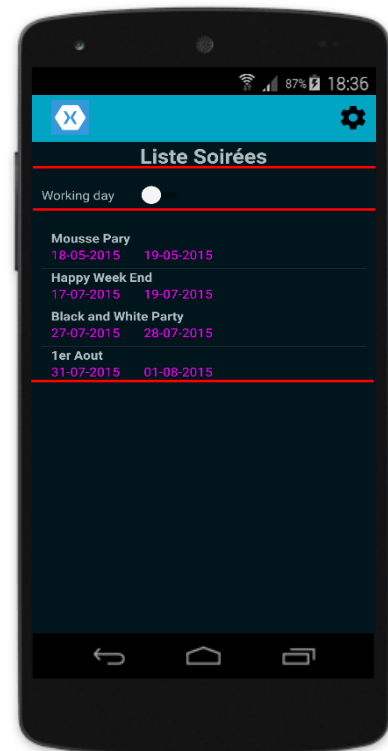 87% 18:36
X
Liste Soirées
Working day
Mousse Pary
18-05-2015 19-05-2015
Happy Week End
17-07-2015 19-07-2015
Black and White Party
27-07-2015 28-07-2015
1er Aout
31-07-2015 01-08-2015